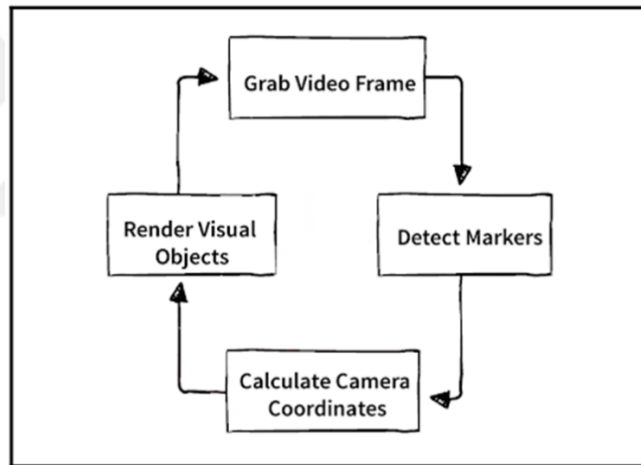 Grab Video Frame
Detect Markers
Calculate Camera
Coordinates
Render Visual
Objects